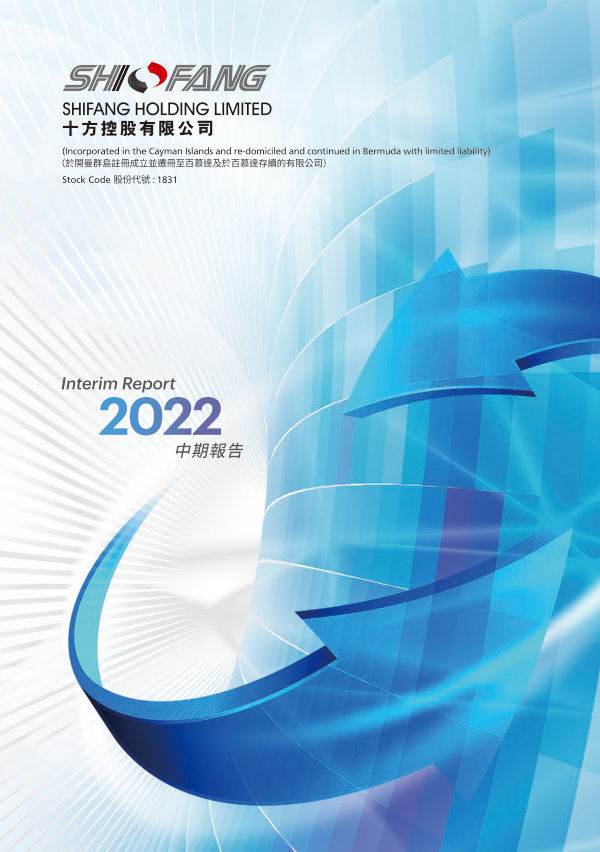 SHIFANG
SHIFANG HOLDING LIMITED
十方控股有限公司
(Incorporated in the Cayman Islands and re-domiciled and continued in Bermuda with limited liability)
(於開曼群島註冊成立並遷冊至百慕達及於百慕達存續的有限公司)
Stock Code 股份代號 : 1831
Interim Report
2022
中期報告